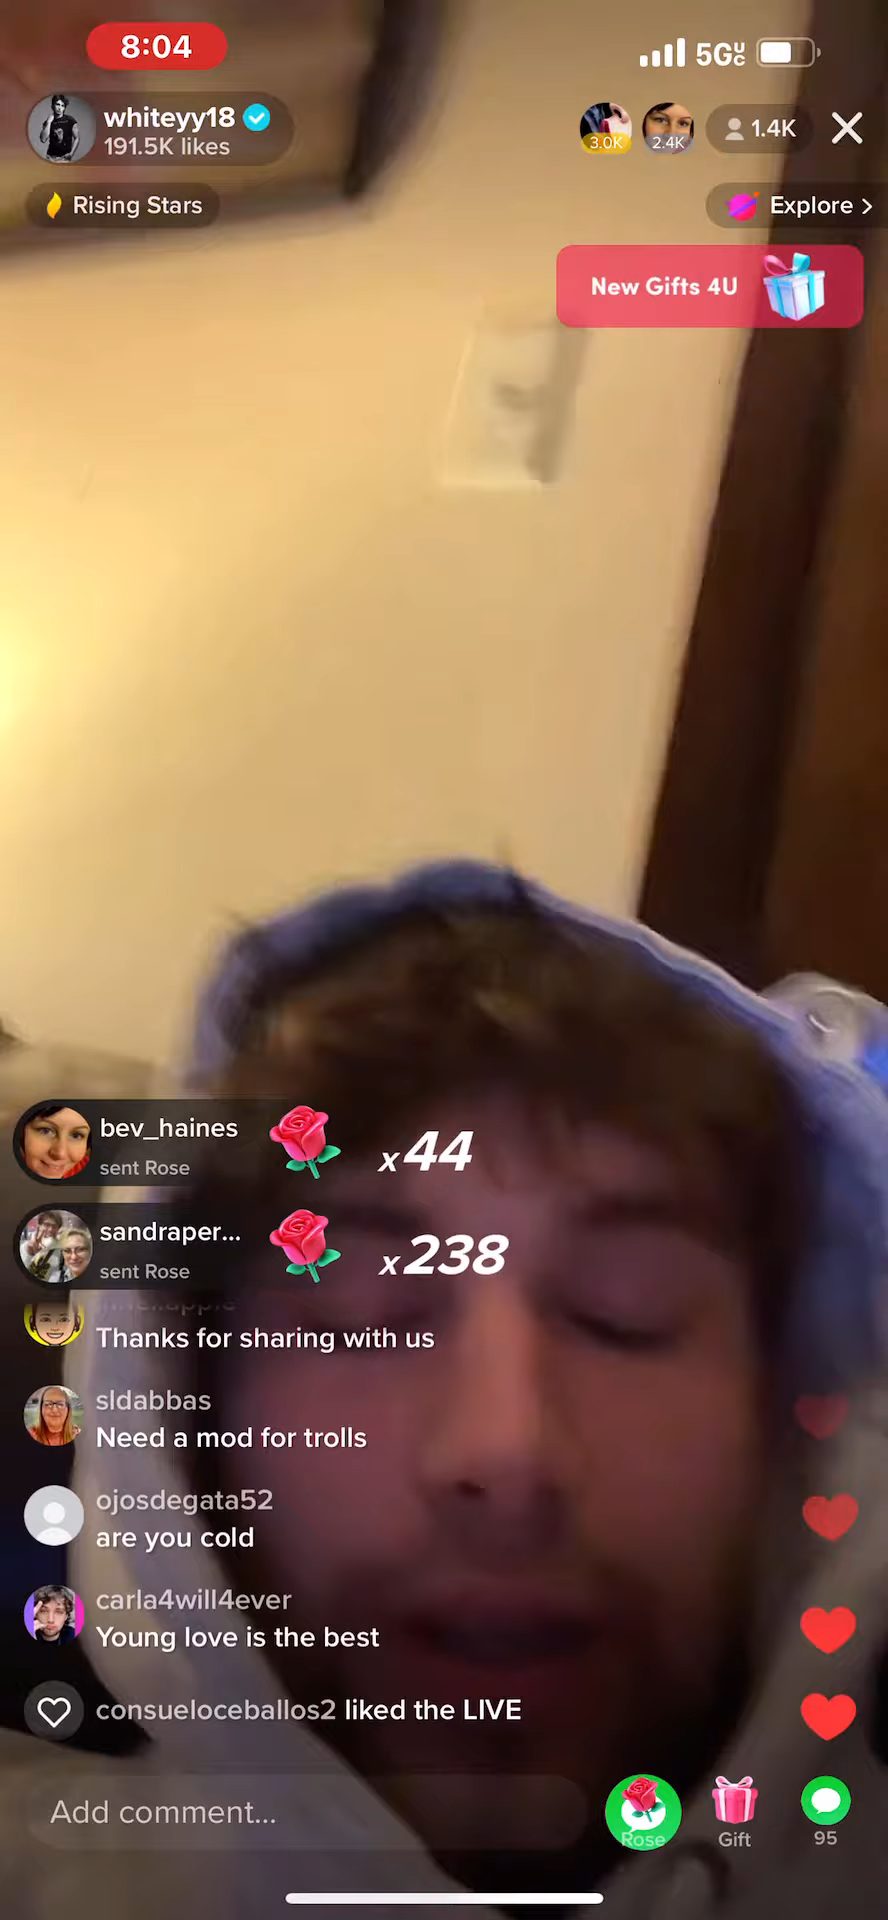 8:04
5G UC
whiteyy18
191.5K likes
3.0K
2.4K
1.4K
Rising Stars
Explore >
New Gifts 4U
bev_haines
sent Rose
x44
sandraper...
sent Rose
x238
Thanks for sharing with us
sldabbas
Need a mod for trolls
ojosdegata52
are you cold
carla4will4ever
Young love is the best
consueloceballos2 liked the LIVE
Add comment...
Rose
Gift
95